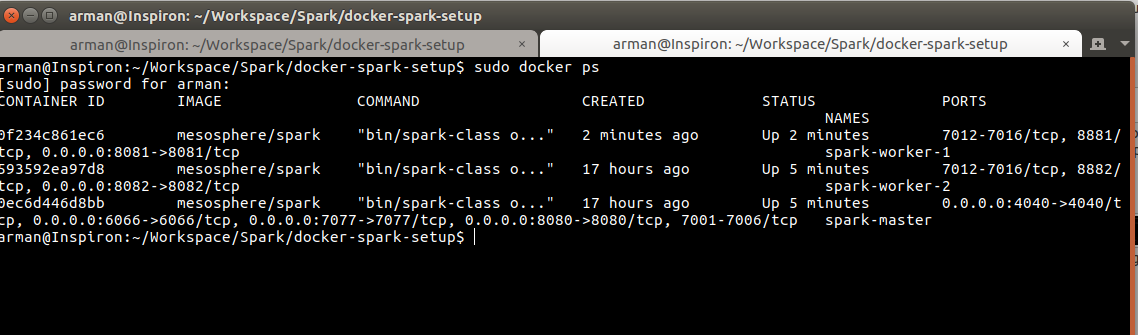 arman@Inspiron: ~/Workspace/Spark/docker-spark-setup
arman@Inspiron: ~/Workspace/Spark/docker-spark-setup × arman@Inspiron: ~/Workspace/Spark/docker-spark-setup ×
arman@Inspiron:~/Workspace/Spark/docker-spark-setup$ sudo docker ps
[sudo] password for arman:
CONTAINER ID IMAGE COMMAND CREATED STATUS PORTS
NAMES
0f234c861ec6 mesosphere/spark "bin/spark-class o..." 2 minutes ago Up 2 minutes 7012-7016/tcp, 8881/
tcp, 0.0.0.0:8081->8081/tcp spark-worker-1
593592ea97d8 mesosphere/spark "bin/spark-class o..." 17 hours ago Up 5 minutes 7012-7016/tcp, 8882/
tcp, 0.0.0.0:8082->8082/tcp spark-worker-2
0ec6d446d8bb mesosphere/spark "bin/spark-class o..." 17 hours ago Up 5 minutes 0.0.0.0:4040->4040/t
cp, 0.0.0.0:6066->6066/tcp, 0.0.0.0:7077->7077/tcp, 0.0.0.0:8080->8080/tcp, 7001-7006/tcp spark-master
arman@Inspiron:~/Workspace/Spark/docker-spark-setup$